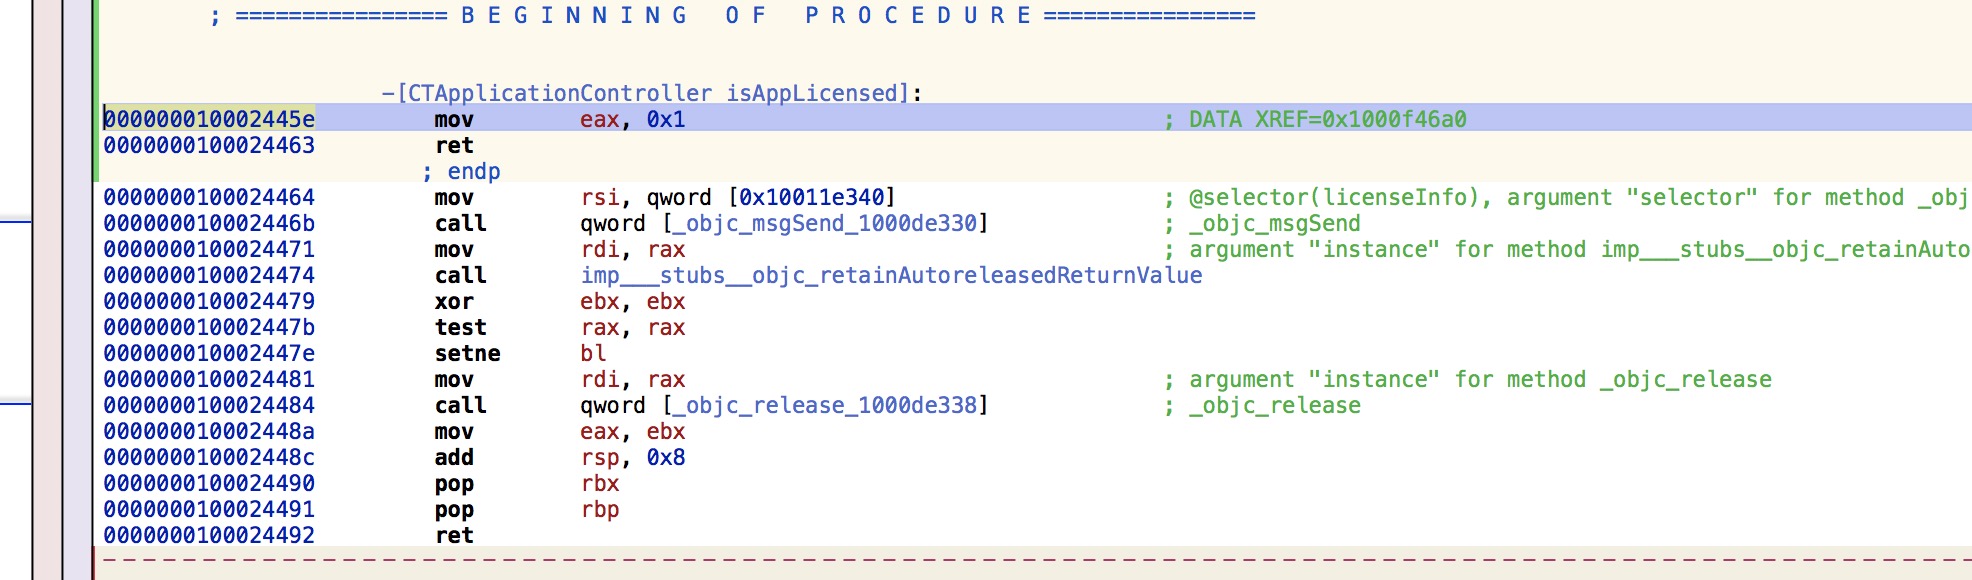 ; ================ B E G I N N I N G   O F   P R O C E D U R E ================
-[CTApplicationController isAppLicensed]:
000000010002445e mov eax, 0x1 ; DATA XREF=0x1000f46a0
0000000100024463 ret
; endp
0000000100024464 mov rsi, qword [0x10011e340] ; @selector(licenseInfo), argument "selector" for method _obj
000000010002446b call qword [_objc_msgSend_1000de330] ; _objc_msgSend
0000000100024471 mov rdi, rax ; argument "instance" for method imp___stubs__objc_retainAuto
0000000100024474 call imp___stubs__objc_retainAutoreleasedReturnValue
0000000100024479 xor ebx, ebx
000000010002447b test rax, rax
000000010002447e setne bl
0000000100024481 mov rdi, rax ; argument "instance" for method _objc_release
0000000100024484 call qword [_objc_release_1000de338] ; _objc_release
000000010002448a mov eax, ebx
000000010002448c add rsp, 0x8
0000000100024490 pop rbx
0000000100024491 pop rbp
0000000100024492 ret